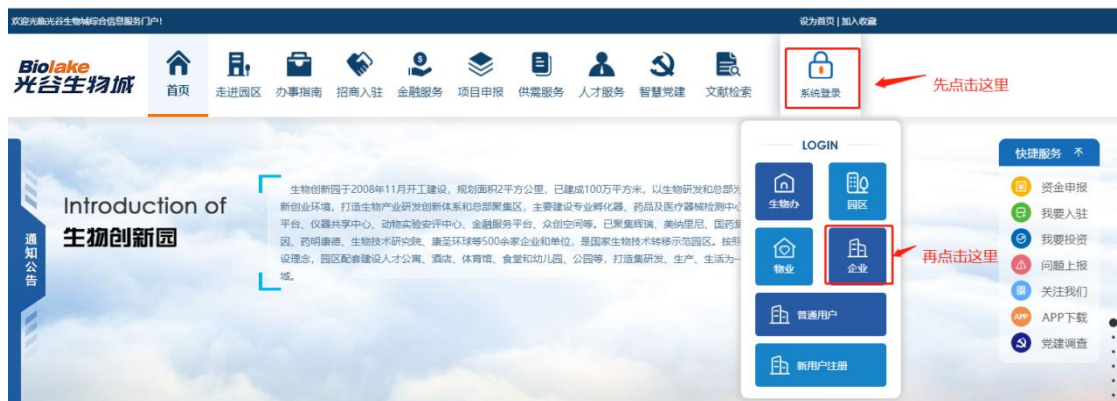 欢迎光临光谷生物城综合信息服务门户!
设为首页 | 加入收藏
Biolake
光谷生物城
首页
走进园区
办事指南
招商入驻
金融服务
项目申报
供需服务
人才服务
智慧党建
文献检索
系统登录
先点击这里
LOGIN
生物办
园区
物业
企业
再点击这里
普通用户
新用户注册
通知公告
Introduction of
生物创新园
生物创新园于2008年11月开工建设，规划面积2平方公里，已建成100万平方米，以生物研发和总部为
新创业环境，打造生物产业研发创新体系和总部聚集区，主要建设专业孵化器、药品及医疗器械检测中心
平台、仪器共享中心、动物实验安评中心、金融服务平台、众创空间等。已聚集辉瑞、美纳里尼、国药
因、药明康德、生物技术研究院、康圣环球等500余家企业和单位，是国家生物技术转移示范园区。按照
设理念，园区配套建设人才公寓、酒店、体育馆、食堂和幼儿园、公园等，打造集研发、生产、生活为一
城。
快捷服务
资金申报
我要入驻
我要投资
问题上报
关注我们
APP
APP下载
党建调查